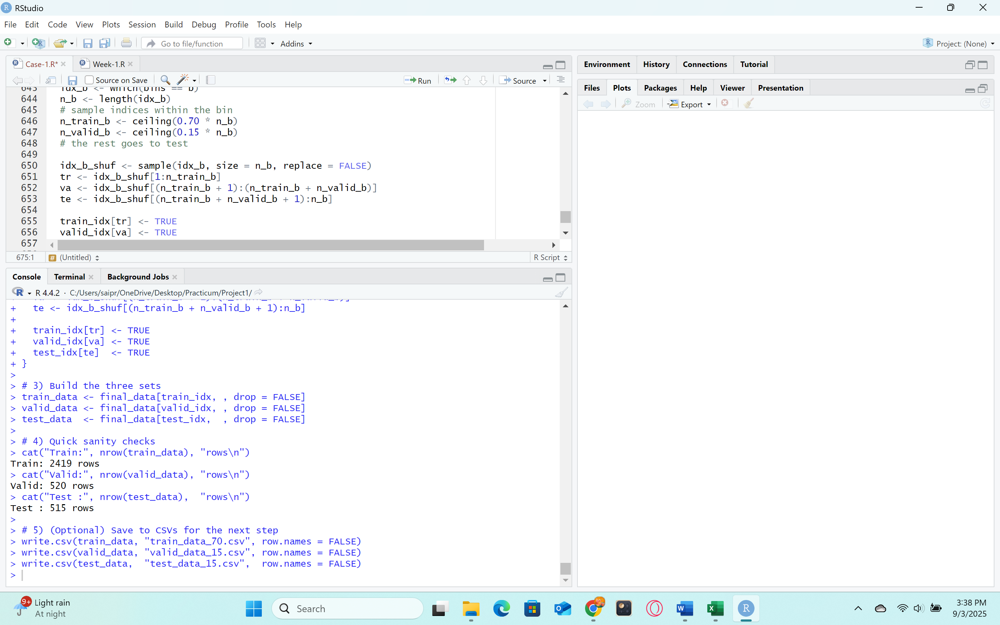 RStudio
File Edit Code View Plots Session Build Debug Profile Tools Help
Go to file/function Addins Project: (None)
Case-1.R* Week-1.R
Source on Save Run Source
643 idx_b <- which(bins == b)
644 n_b <- length(idx_b)
645 # sample indices within the bin
646 n_train_b <- ceiling(0.70 * n_b)
647 n_valid_b <- ceiling(0.15 * n_b)
648 # the rest goes to test
649
650 idx_b_shuf <- sample(idx_b, size = n_b, replace = FALSE)
651 tr <- idx_b_shuf[1:n_train_b]
652 va <- idx_b_shuf[(n_train_b + 1):(n_train_b + n_valid_b)]
653 te <- idx_b_shuf[(n_train_b + n_valid_b + 1):n_b]
654
655 train_idx[tr] <- TRUE
656 valid_idx[va] <- TRUE
657
675:1 # (Untitled) R Script
Console Terminal Background Jobs
R 4.4.2 · C:/Users/saipr/OneDrive/Desktop/Practicum/Project1/
+ te <- idx_b_shuf[(n_train_b + n_valid_b + 1):n_b]
+
+ train_idx[tr] <- TRUE
+ valid_idx[va] <- TRUE
+ test_idx[te] <- TRUE
+ }
>
> # 3) Build the three sets
> train_data <- final_data[train_idx, , drop = FALSE]
> valid_data <- final_data[valid_idx, , drop = FALSE]
> test_data <- final_data[test_idx, , drop = FALSE]
>
> # 4) Quick sanity checks
> cat("Train:", nrow(train_data), "rows\n")
Train: 2419 rows
> cat("Valid:", nrow(valid_data), "rows\n")
Valid: 520 rows
> cat("Test :", nrow(test_data), "rows\n")
Test : 515 rows
>
> # 5) (Optional) Save to CSVs for the next step
> write.csv(train_data, "train_data_70.csv", row.names = FALSE)
> write.csv(valid_data, "valid_data_15.csv", row.names = FALSE)
> write.csv(test_data, "test_data_15.csv", row.names = FALSE)
>
Environment History Connections Tutorial
Files Plots Packages Help Viewer Presentation
Zoom Export
9+ Light rain
At night
Search
3:38 PM
9/3/2025